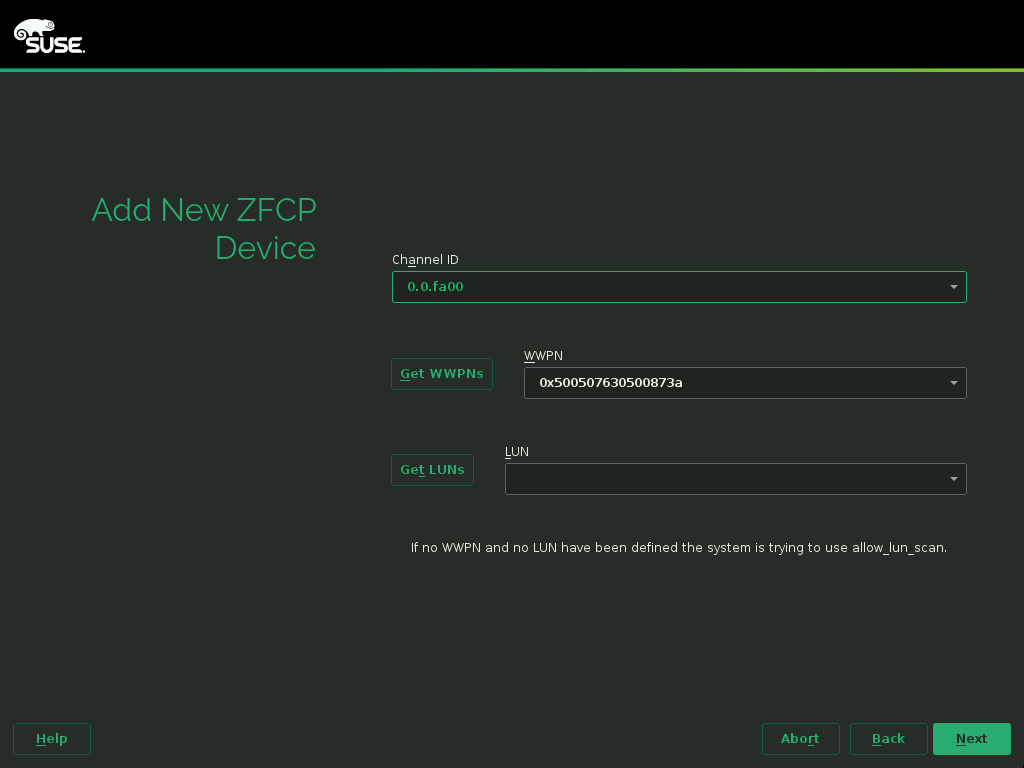 SUSE.
Add New ZFCP
Device
Channel ID
0.0.fa00
WWPN
Get WWPNs
0x500507630500873a
LUN
Get LUNs
If no WWPN and no LUN have been defined the system is trying to use allow_lun_scan.
Help
Abort
Back
Next